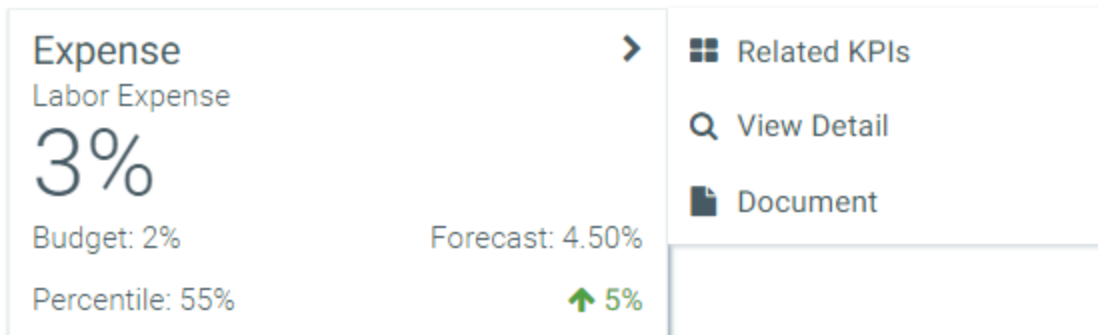 Expense
Labor Expense
3%
Budget: 2% Forecast: 4.50%
Percentile: 55% 5%
Related KPIs
View Detail
Document